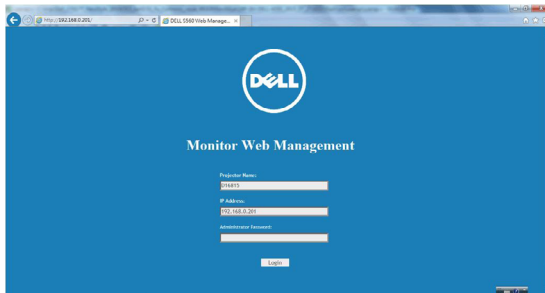 http://192.168.0.201/
DELL S560 Web Manage...
DELL
Monitor Web Management
Projector Name:
D16815
IP Address:
192.168.0.201
Administrator Password:
Login